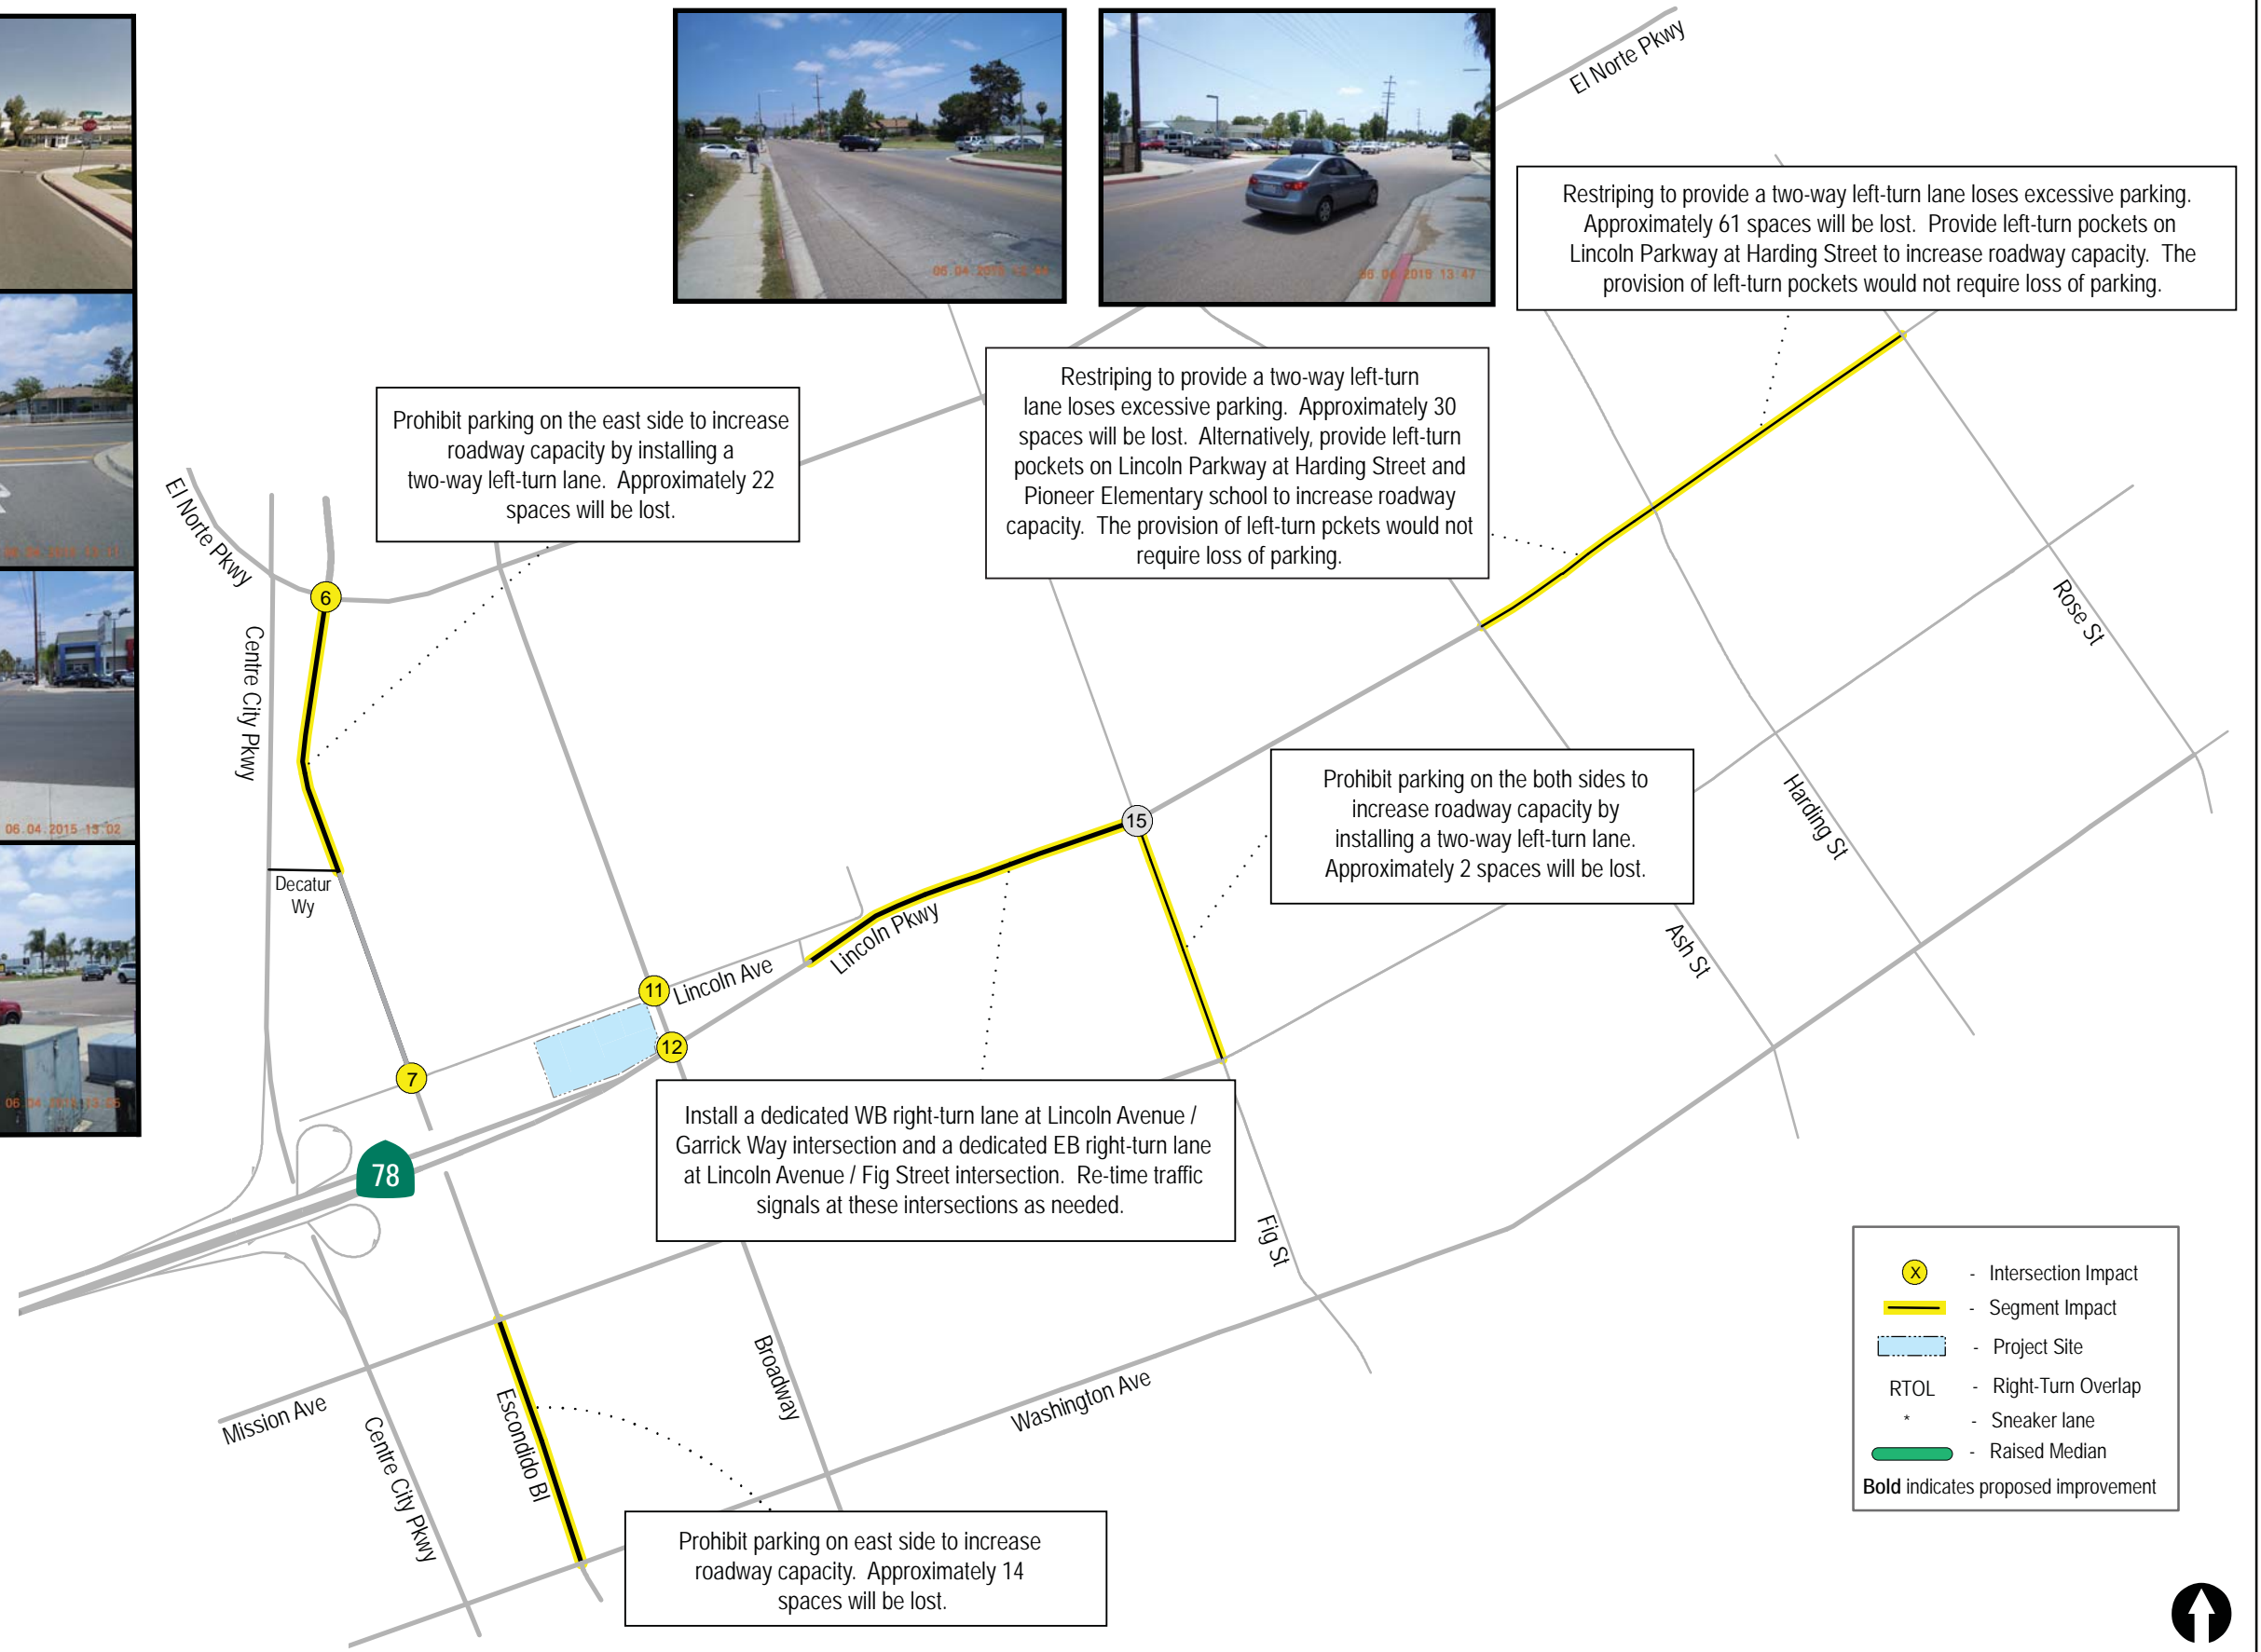 El Norte Pkwy
06 04 2015 13:47
Restriping to provide a two-way left-turn lane loses excessive parking.
Approximately 61 spaces will be lost. Provide left-turn pockets on
Lincoln Parkway at Harding Street to increase roadway capacity. The
provision of left-turn pockets would not require loss of parking.
Restriping to provide a two-way left-turn
lane loses excessive parking. Approximately 30
spaces will be lost. Alternatively, provide left-turn
pockets on Lincoln Parkway at Harding Street and
Pioneer Elementary school to increase roadway
capacity. The provision of left-turn pckets would not
require loss of parking.
Prohibit parking on the east side to increase
roadway capacity by installing a
two-way left-turn lane. Approximately 22
spaces will be lost.
El Norte Pkwy
6
Centre City Pkwy
Rose St
Prohibit parking on the both sides to
increase roadway capacity by
installing a two-way left-turn lane.
Approximately 2 spaces will be lost.
Harding St
15
06.04.2015 13:02
Decatur
Wy
Lincoln Pkwy
Ash St
11
Lincoln Ave
12
7
Install a dedicated WB right-turn lane at Lincoln Avenue /
Garrick Way intersection and a dedicated EB right-turn lane
at Lincoln Avenue / Fig Street intersection. Re-time traffic
signals at these intersections as needed.
78
Fig St
X - Intersection Impact
- Segment Impact
- Project Site
RTOL - Right-Turn Overlap
* - Sneaker lane
- Raised Median
Bold indicates proposed improvement
Broadway
Mission Ave
Centre City Pkwy
Escondido Bl
Washington Ave
Prohibit parking on east side to increase
roadway capacity. Approximately 14
spaces will be lost.